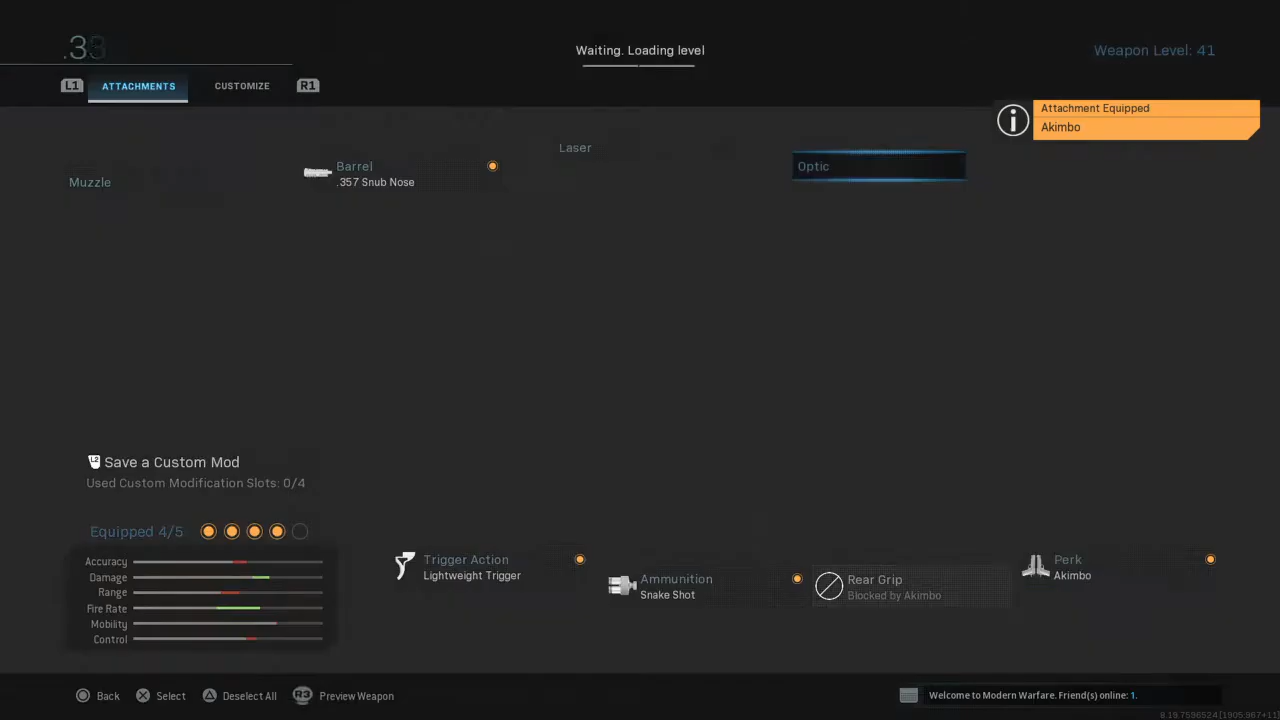 .33
Waiting. Loading level
Weapon Level: 41
L1 ATTACHMENTS CUSTOMIZE R1
Attachment Equipped
Akimbo
Muzzle
Barrel
.357 Snub Nose
Laser
Optic
L2 Save a Custom Mod
Used Custom Modification Slots: 0/4
Equipped 4/5
Accuracy
Damage
Range
Fire Rate
Mobility
Control
Trigger Action
Lightweight Trigger
Ammunition
Snake Shot
Rear Grip
Blocked by Akimbo
Perk
Akimbo
Back Select Deselect All R3 Preview Weapon
Welcome to Modern Warfare. Friend(s) online: 1.